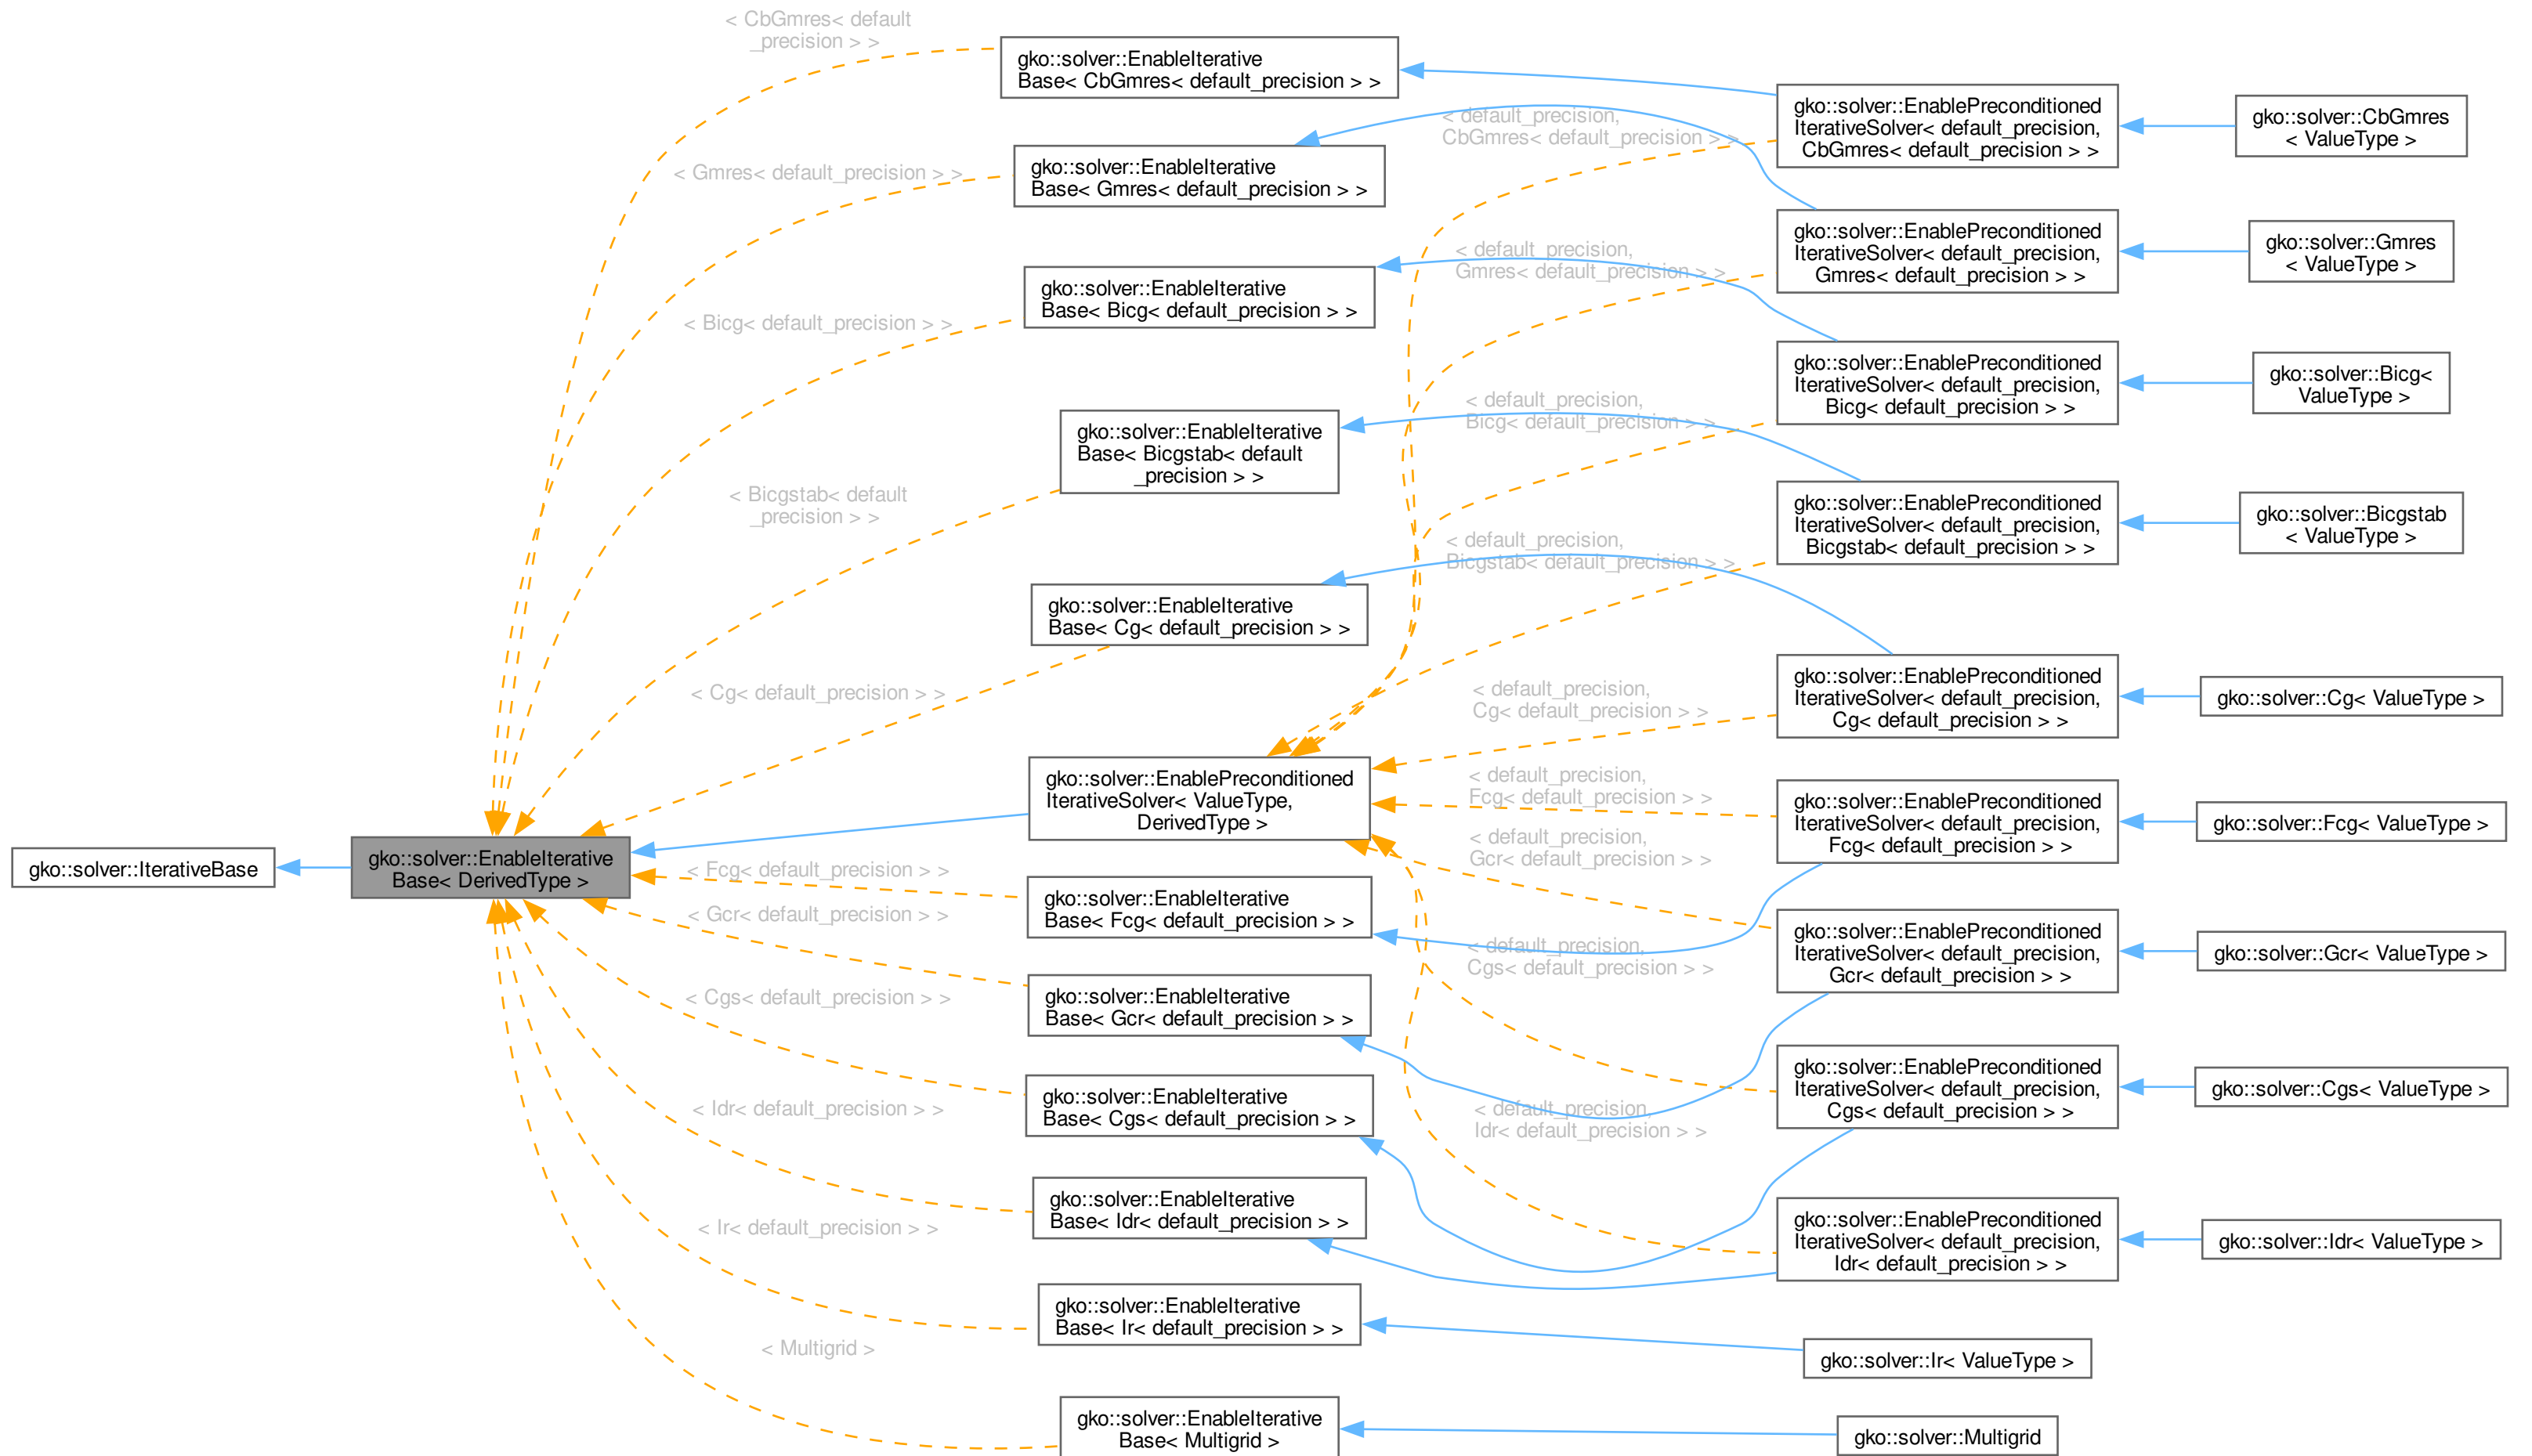 gko::solver::IterativeBase
gko::solver::EnableIterative
Base< DerivedType >
< CbGmres< default
_precision > >
< Gmres< default_precision > >
< Bicg< default_precision > >
< Bicgstab< default
_precision > >
< Cg< default_precision > >
< Fcg< default_precision > >
< Gcr< default_precision > >
< Cgs< default_precision > >
< Idr< default_precision > >
< Ir< default_precision > >
< Multigrid >
gko::solver::EnableIterative
Base< CbGmres< default_precision > >
gko::solver::EnableIterative
Base< Gmres< default_precision > >
gko::solver::EnableIterative
Base< Bicg< default_precision > >
gko::solver::EnableIterative
Base< Bicgstab< default
_precision > >
gko::solver::EnableIterative
Base< Cg< default_precision > >
gko::solver::EnablePreconditioned
IterativeSolver< ValueType,
DerivedType >
gko::solver::EnableIterative
Base< Fcg< default_precision > >
gko::solver::EnableIterative
Base< Gcr< default_precision > >
gko::solver::EnableIterative
Base< Cgs< default_precision > >
gko::solver::EnableIterative
Base< Idr< default_precision > >
gko::solver::EnableIterative
Base< Ir< default_precision > >
gko::solver::EnableIterative
Base< Multigrid >
< default_precision,
CbGmres< default_precision > >
< default_precision,
Gmres< default_precision > >
< default_precision,
Bicg< default_precision > >
< default_precision,
Bicgstab< default_precision > >
< default_precision,
Cg< default_precision > >
< default_precision,
Fcg< default_precision > >
< default_precision,
Gcr< default_precision > >
< default_precision,
Cgs< default_precision > >
< default_precision,
Idr< default_precision > >
gko::solver::EnablePreconditioned
IterativeSolver< default_precision,
CbGmres< default_precision > >
gko::solver::EnablePreconditioned
IterativeSolver< default_precision,
Gmres< default_precision > >
gko::solver::EnablePreconditioned
IterativeSolver< default_precision,
Bicg< default_precision > >
gko::solver::EnablePreconditioned
IterativeSolver< default_precision,
Bicgstab< default_precision > >
gko::solver::EnablePreconditioned
IterativeSolver< default_precision,
Cg< default_precision > >
gko::solver::EnablePreconditioned
IterativeSolver< default_precision,
Fcg< default_precision > >
gko::solver::EnablePreconditioned
IterativeSolver< default_precision,
Gcr< default_precision > >
gko::solver::EnablePreconditioned
IterativeSolver< default_precision,
Cgs< default_precision > >
gko::solver::EnablePreconditioned
IterativeSolver< default_precision,
Idr< default_precision > >
gko::solver::Ir< ValueType >
gko::solver::Multigrid
gko::solver::CbGmres
< ValueType >
gko::solver::Gmres
< ValueType >
gko::solver::Bicg<
ValueType >
gko::solver::Bicgstab
< ValueType >
gko::solver::Cg< ValueType >
gko::solver::Fcg< ValueType >
gko::solver::Gcr< ValueType >
gko::solver::Cgs< ValueType >
gko::solver::Idr< ValueType >